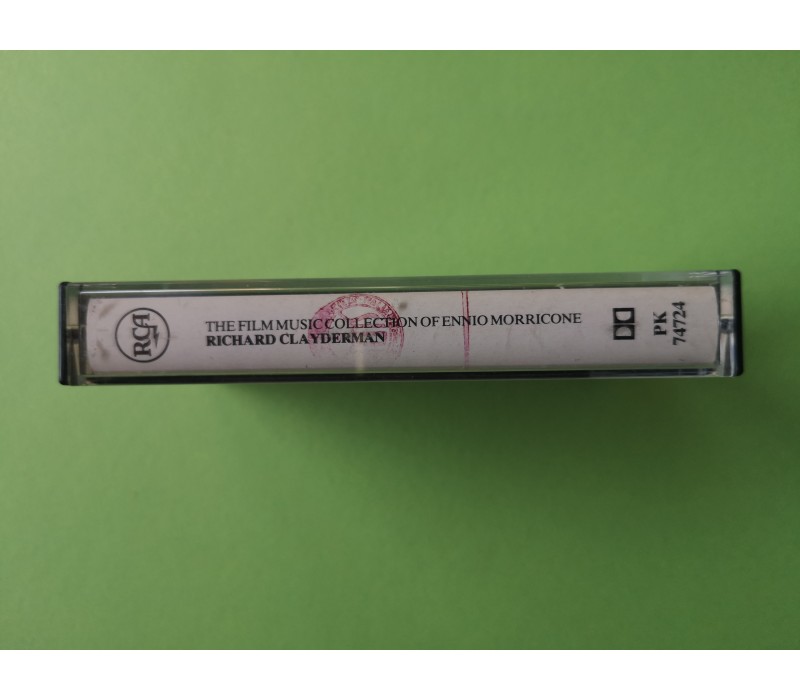 RCA
THE FILM MUSIC COLLECTION OF ENNIO MORRICONE
RICHARD CLAYDERMAN
PK
74724